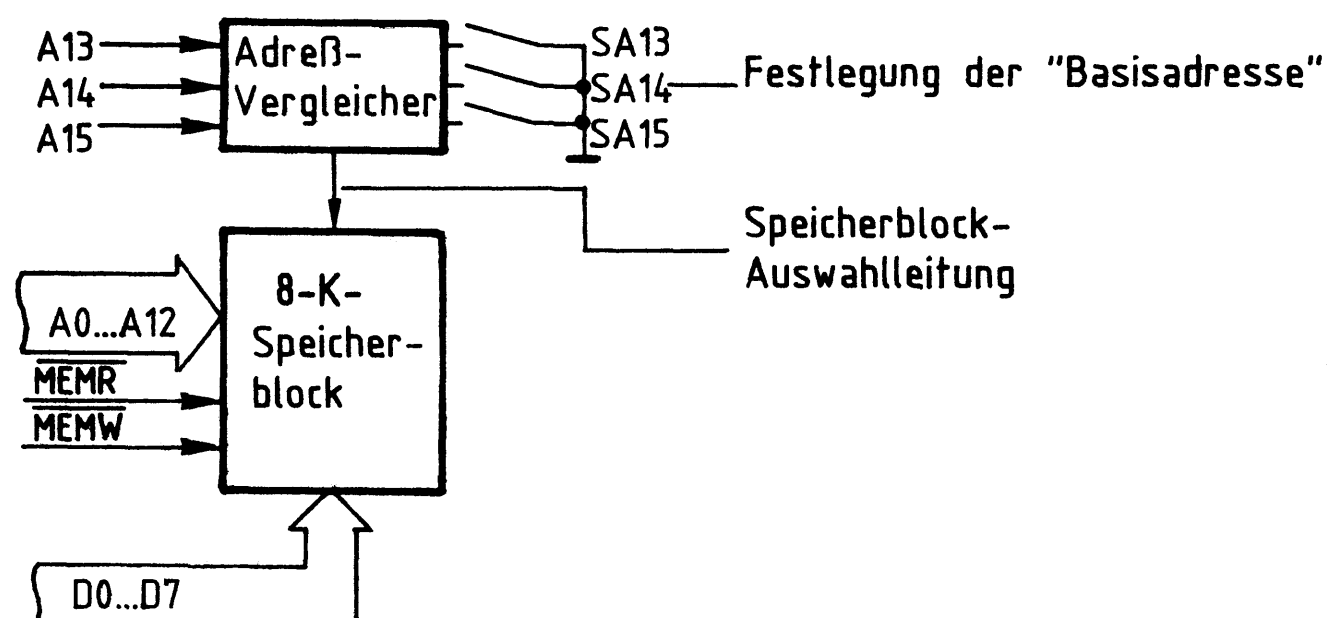 A13
A14
A15
Adreß-
Vergleicher
SA13
SA14
SA15
Festlegung der "Basisadresse"
Speicherblock-
Auswahlleitung
8-K-
Speicher-
block
A0...A12
MEMR
MEMW
D0...D7